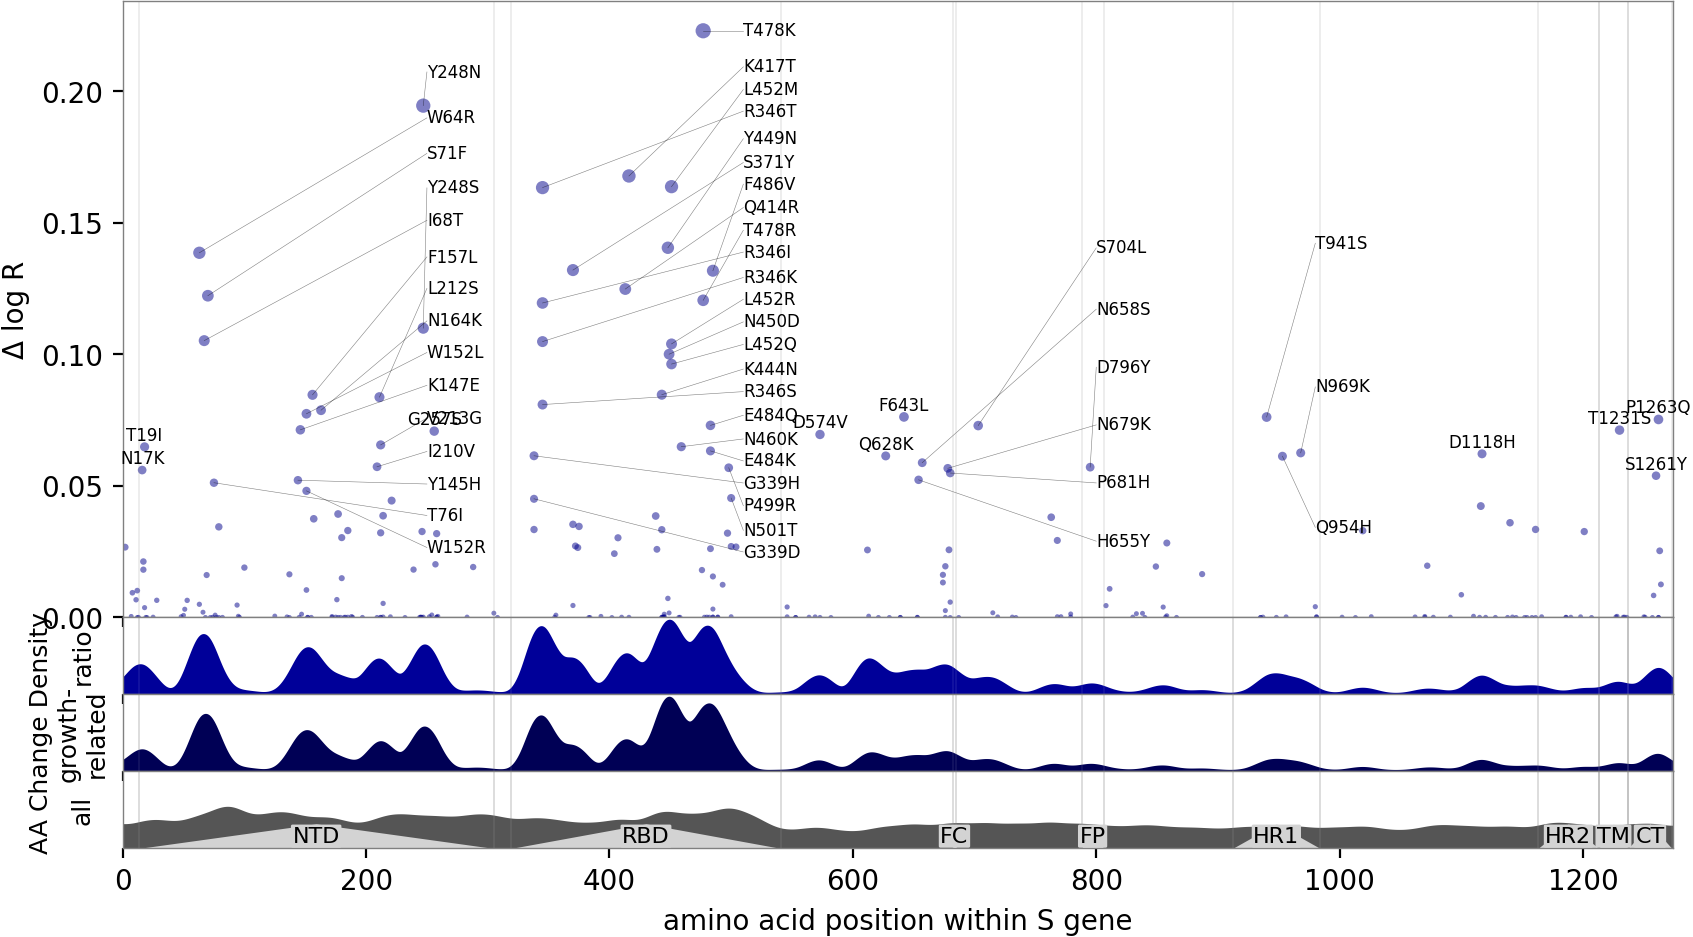 Δ log R
0.20
0.15
0.10
0.05
0.00
T19I
N17K
Y248N
W64R
S71F
Y248S
I68T
F157L
L212S
N164K
W152L
K147E
G257S
V213G
I210V
Y145H
T76I
W152R
T478K
K417T
L452M
R346T
Y449N
S371Y
F486V
Q414R
T478R
R346I
R346K
L452R
N450D
L452Q
K444N
R346S
E484Q
N460K
E484K
G339H
P499R
N501T
G339D
D574V
F643L
Q628K
S704L
N658S
D796Y
N679K
P681H
H655Y
T941S
N969K
Q954H
D1118H
T1231S
P1263Q
S1261Y
AA Change Density
ratio
growth-
related
all
NTD
RBD
FC
FP
HR1
HR2
TM
CT
0
200
400
600
800
1000
1200
amino acid position within S gene